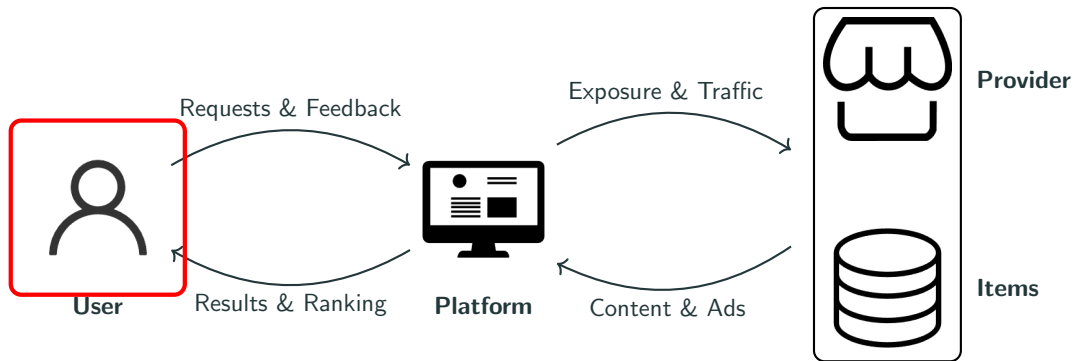 Provider
Exposure & Traffic
Requests & Feedback
Items
Results & Ranking
User
Platform
Content & Ads